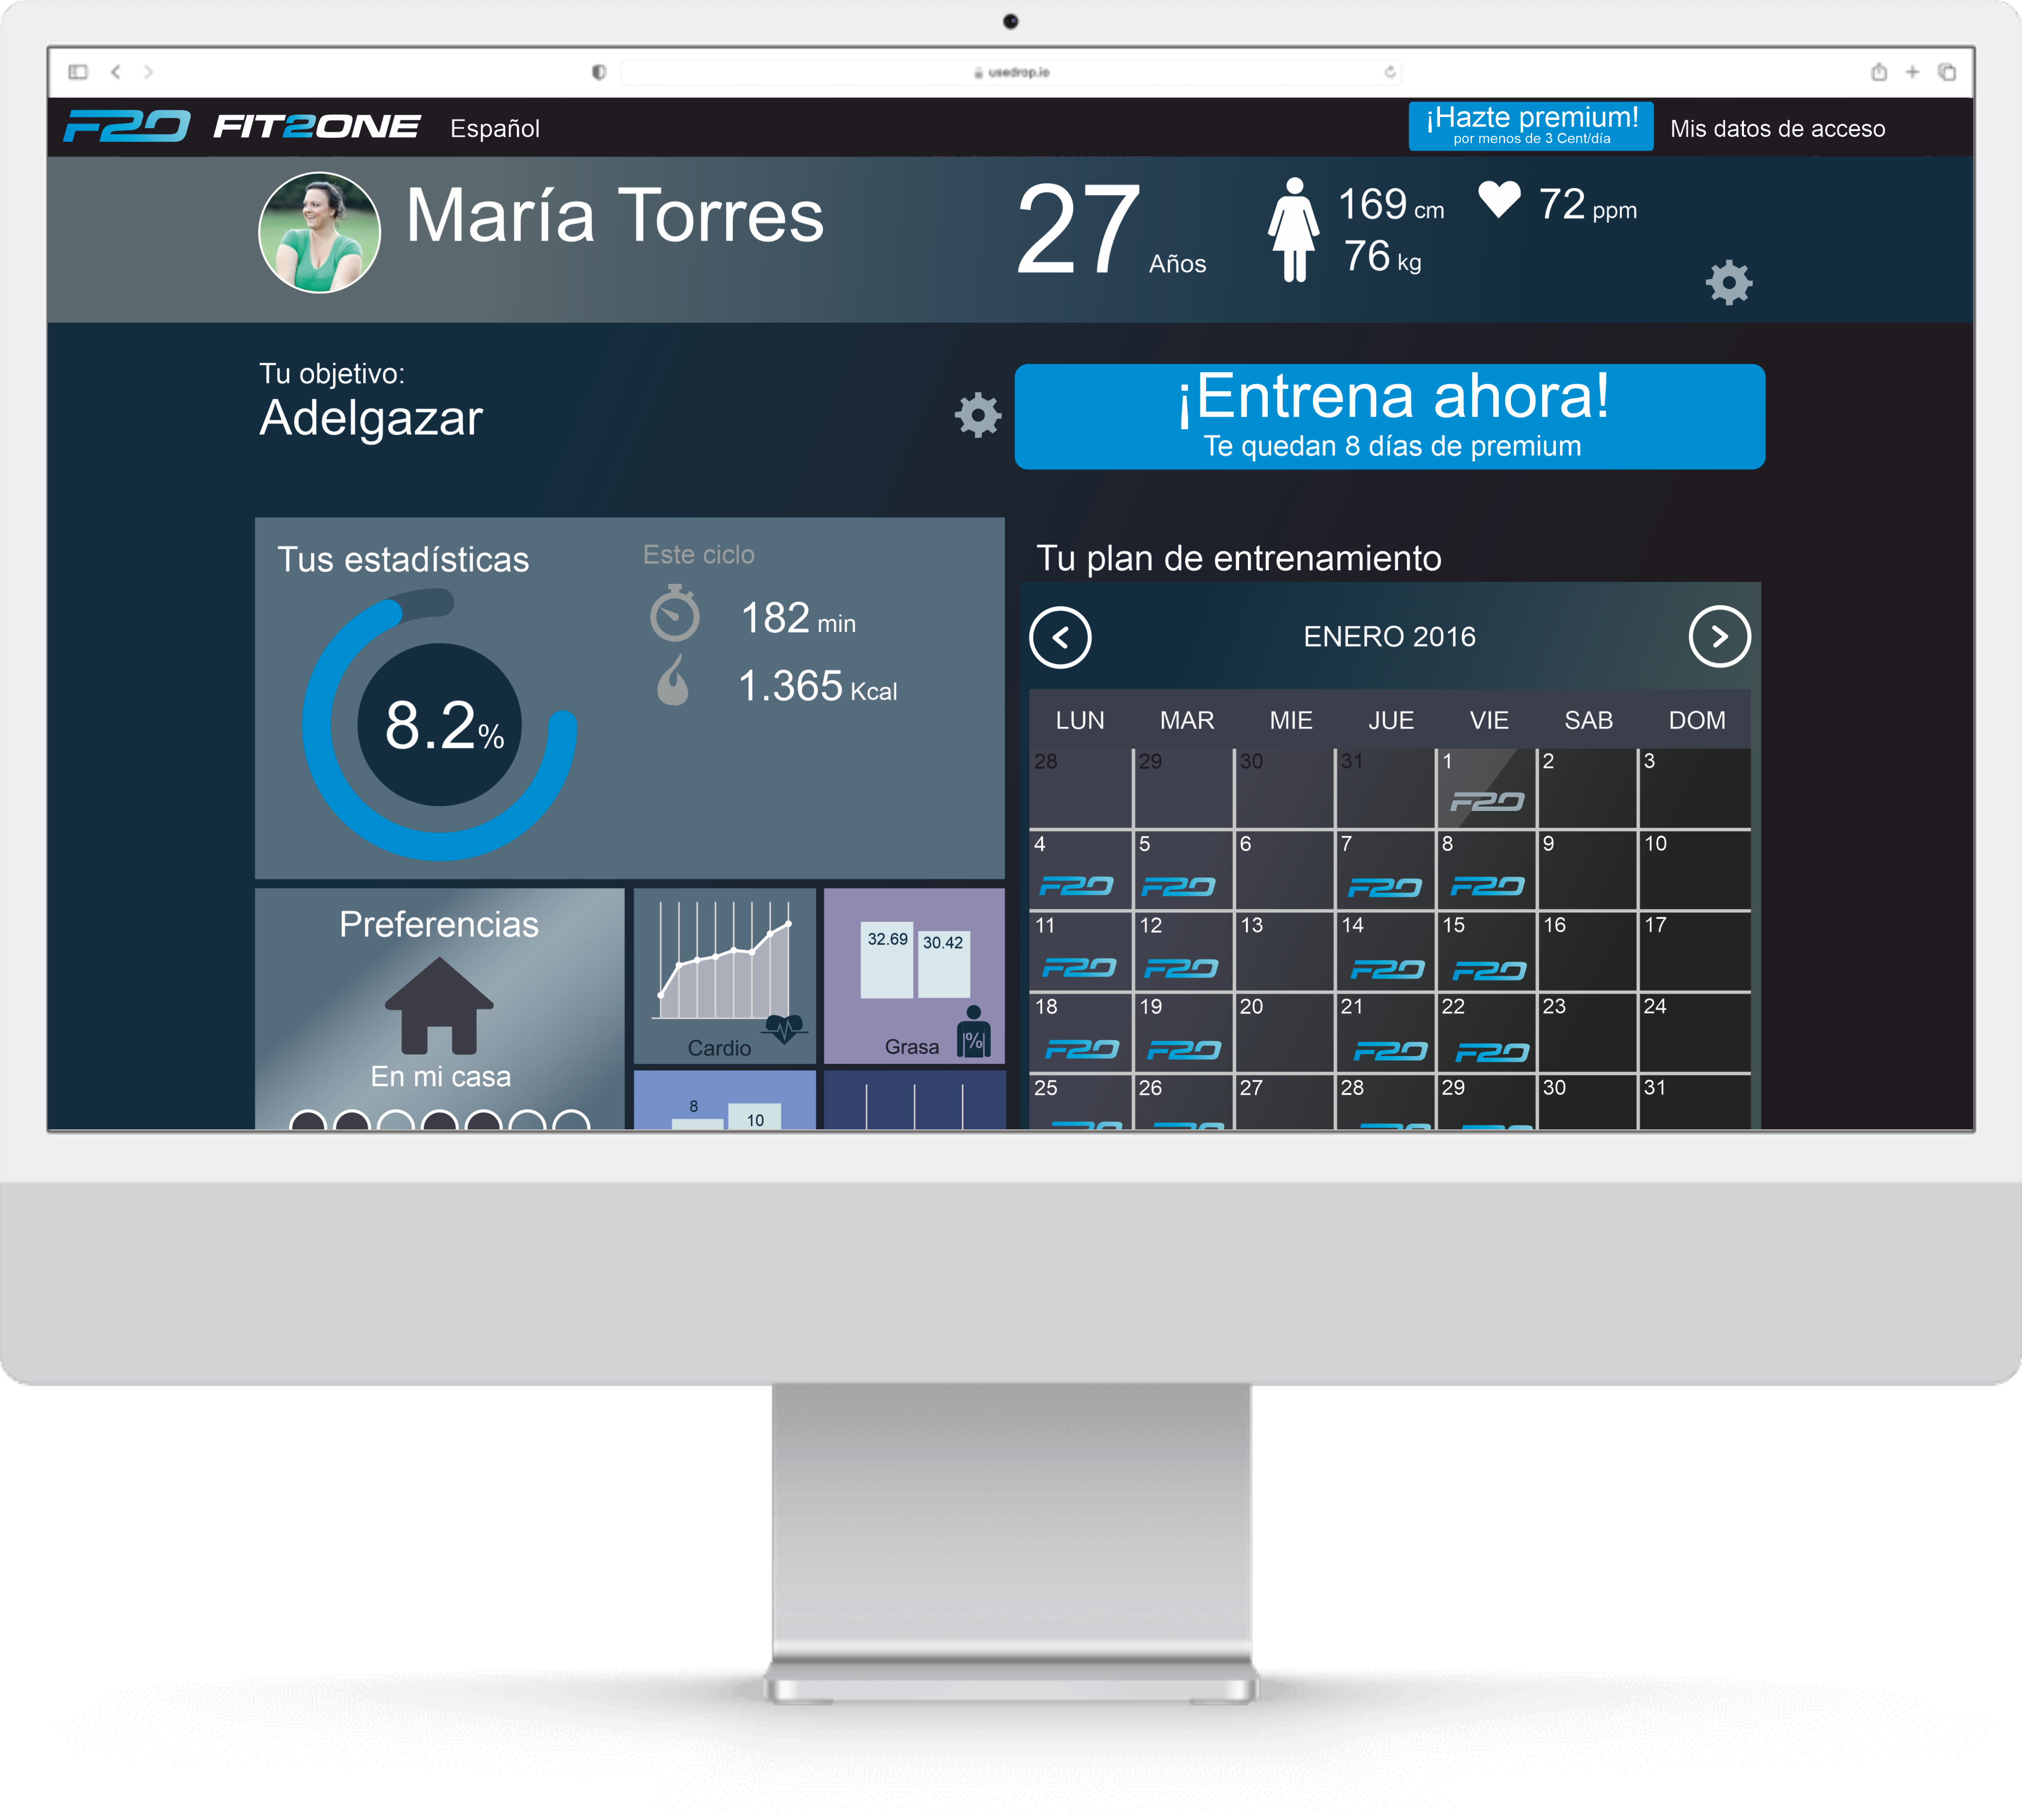 usedrop.io
F2O FIT2ONE Español
¡Hazte premium!
por menos de 3 Cent/día
Mis datos de acceso
María Torres
27 Años
169 cm
72 ppm
76 kg
Tu objetivo:
Adelgazar
¡Entrena ahora!
Te quedan 8 días de premium
Tus estadísticas
8.2%
Este ciclo
182 min
1.365 Kcal
Preferencias
En mi casa
Cardio
32.69 30.42
Grasa
|%|
8 10
Tu plan de entrenamiento
ENERO 2016
LUN MAR MIE JUE VIE SAB DOM
28 29 30 31 1 2 3
F2O
4 5 6 7 8 9 10
F2O F2O F2O F2O
11 12 13 14 15 16 17
F2O F2O F2O F2O
18 19 20 21 22 23 24
F2O F2O F2O F2O
25 26 27 28 29 30 31